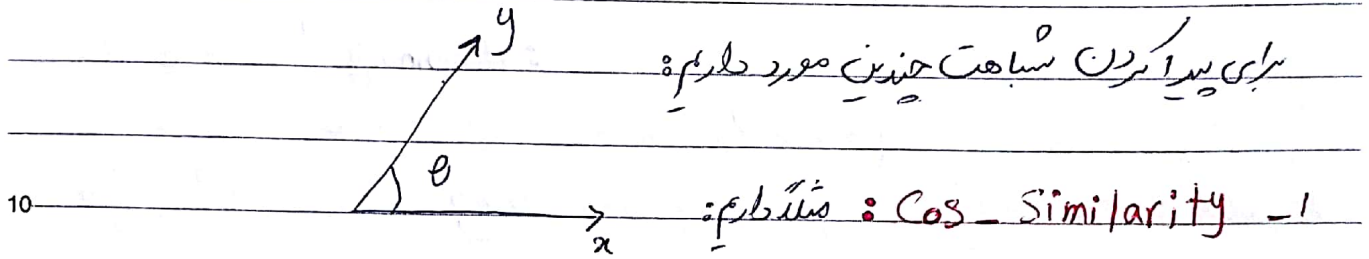 برای پیدا کردن شباهت چندین مورد داریم:
y
θ
10
۱- Cos_Similarity : مثلاً داریم:
x